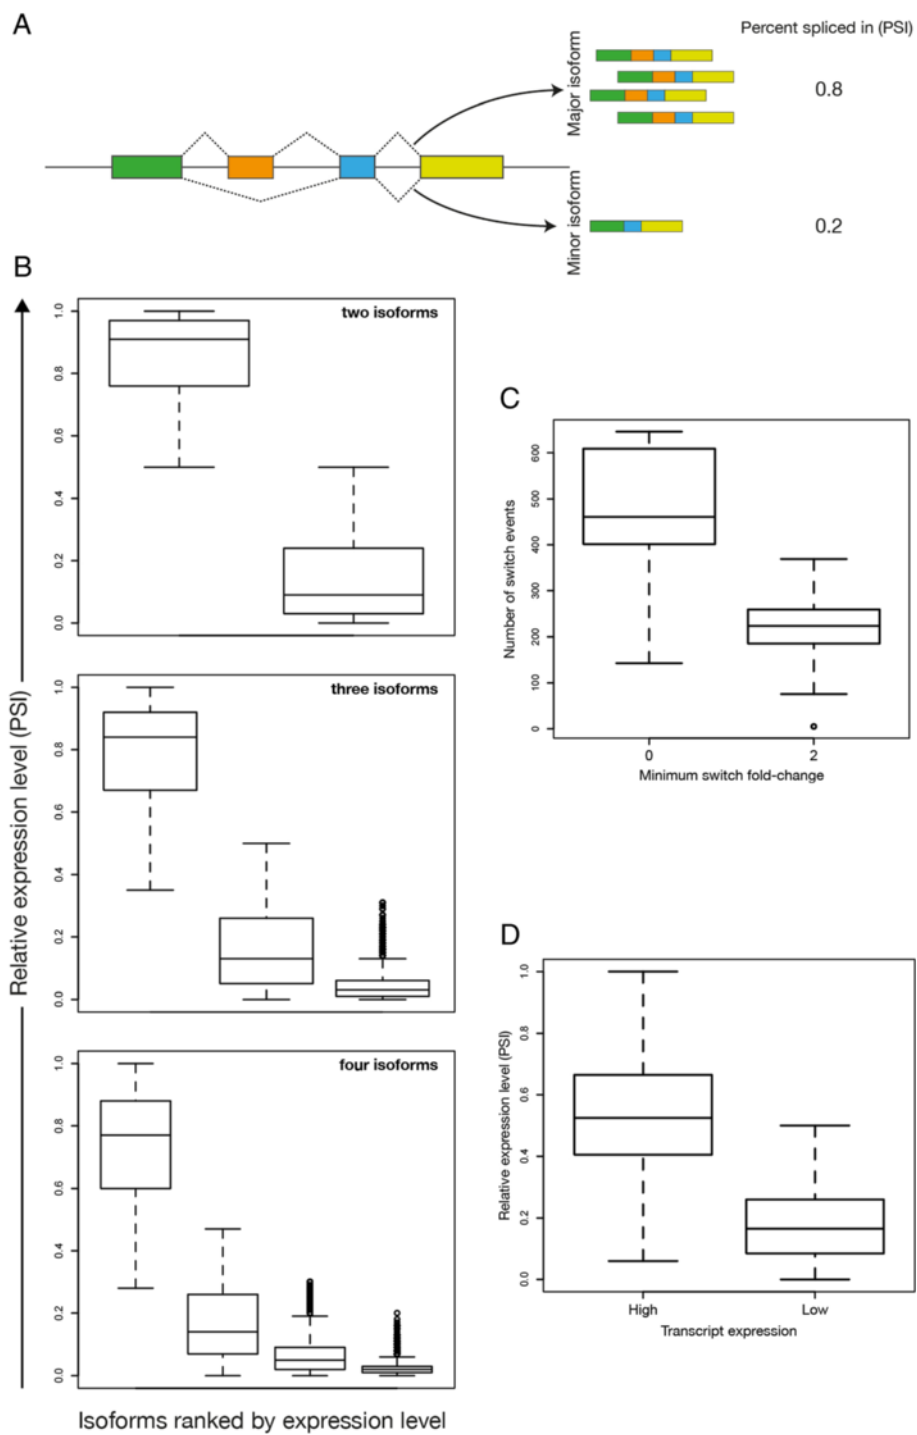 A
Percent spliced in (PSI)
Major isoform
0.8
Minor isoform
0.2
B
Relative expression level (PSI)
two isoforms
1.0
0.8
0.6
0.4
0.2
0.0
three isoforms
1.0
0.8
0.6
0.4
0.2
0.0
four isoforms
1.0
0.8
0.6
0.4
0.2
0.0
Isoforms ranked by expression level
C
Number of switch events
600
500
400
300
200
100
0
0 2
Minimum switch fold-change
D
Relative expression level (PSI)
1.0
0.8
0.6
0.4
0.2
0.0
High Low
Transcript expression